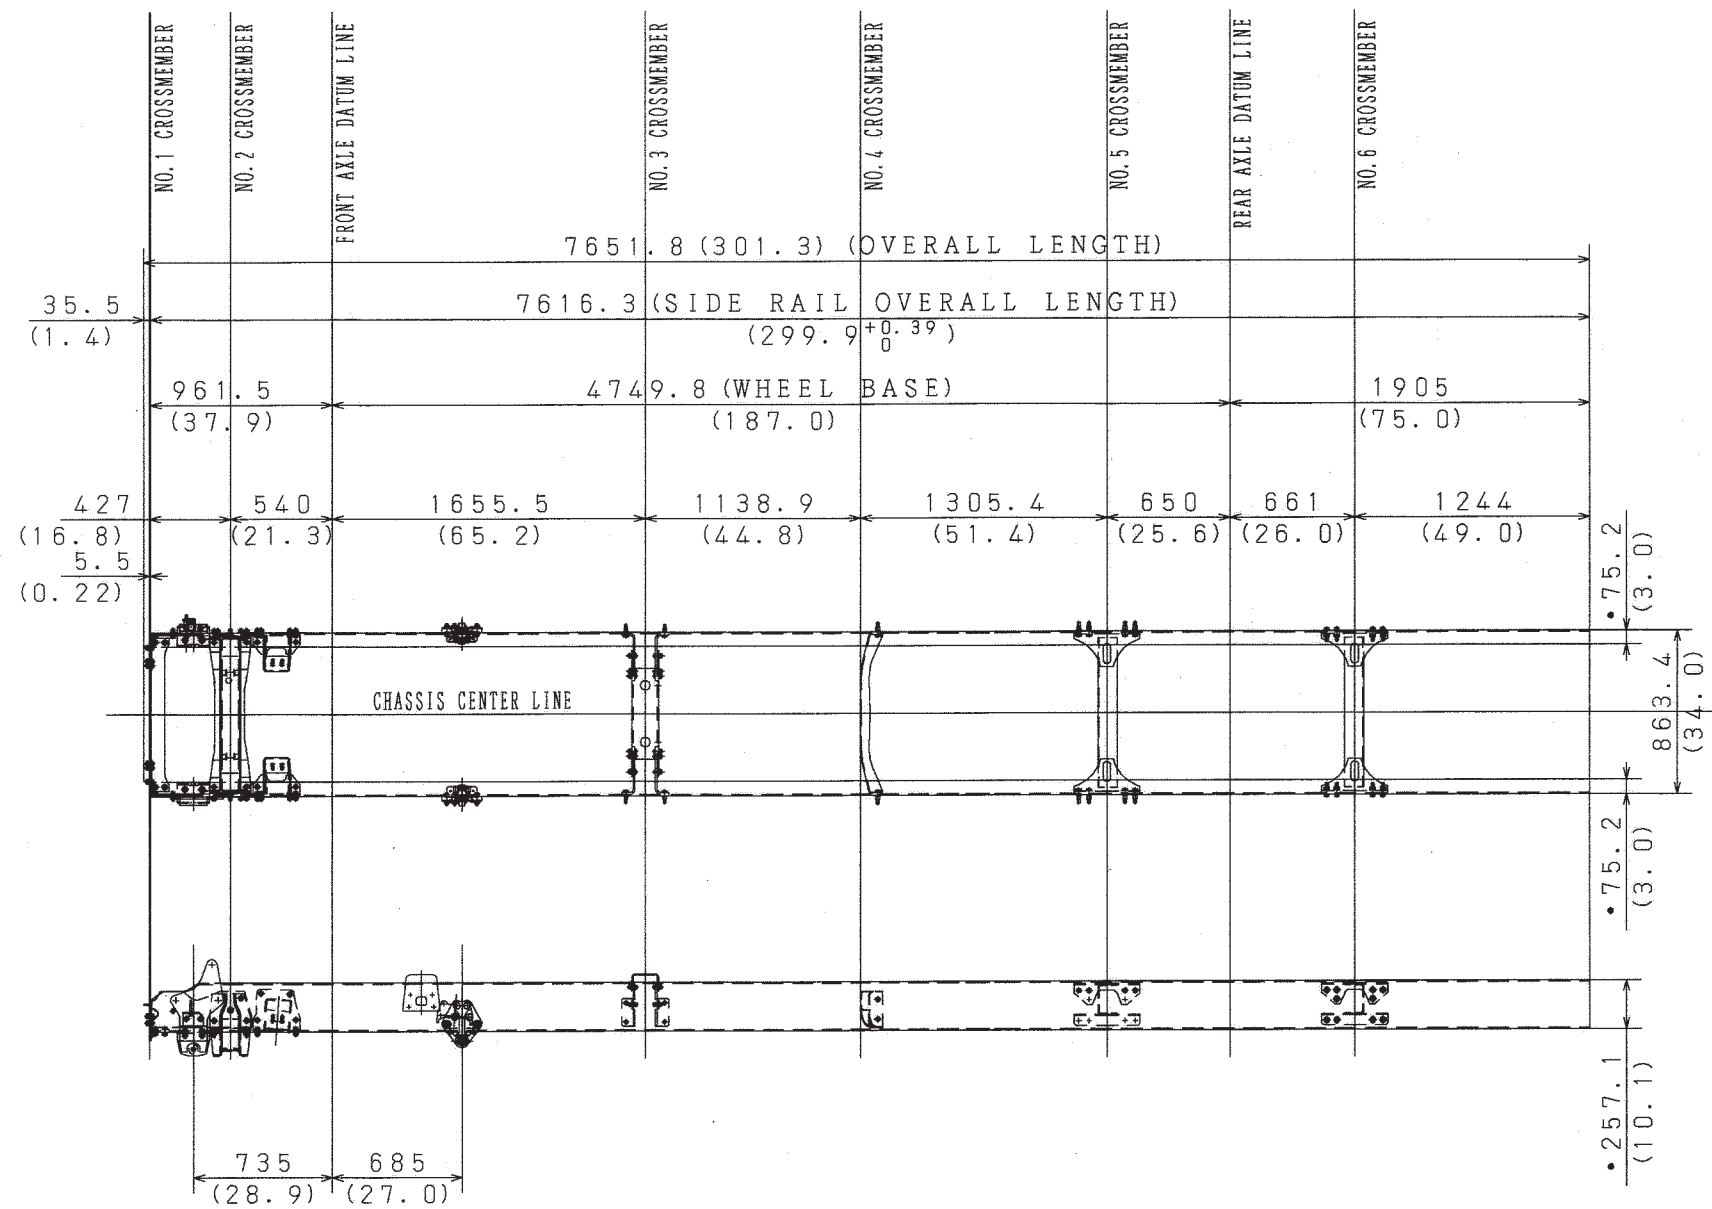 NO.1 CROSSMEMBER
NO.2 CROSSMEMBER
FRONT AXLE DATUM LINE
NO.3 CROSSMEMBER
NO.4 CROSSMEMBER
NO.5 CROSSMEMBER
REAR AXLE DATUM LINE
NO.6 CROSSMEMBER
7651.8 (301.3) (OVERALL LENGTH)
35.5
(1.4)
7616.3 (SIDE RAIL OVERALL LENGTH)
(299.9 +0.39 0)
961.5
(37.9)
4749.8 (WHEEL BASE)
(187.0)
1905
(75.0)
427
(16.8)
540
(21.3)
1655.5
(65.2)
1138.9
(44.8)
1305.4
(51.4)
650
(25.6)
661
(26.0)
1244
(49.0)
5.5
(0.22)
•75.2
(3.0)
CHASSIS CENTER LINE
863.4
(34.0)
•75.2
(3.0)
•257.1
(10.1)
735
(28.9)
685
(27.0)